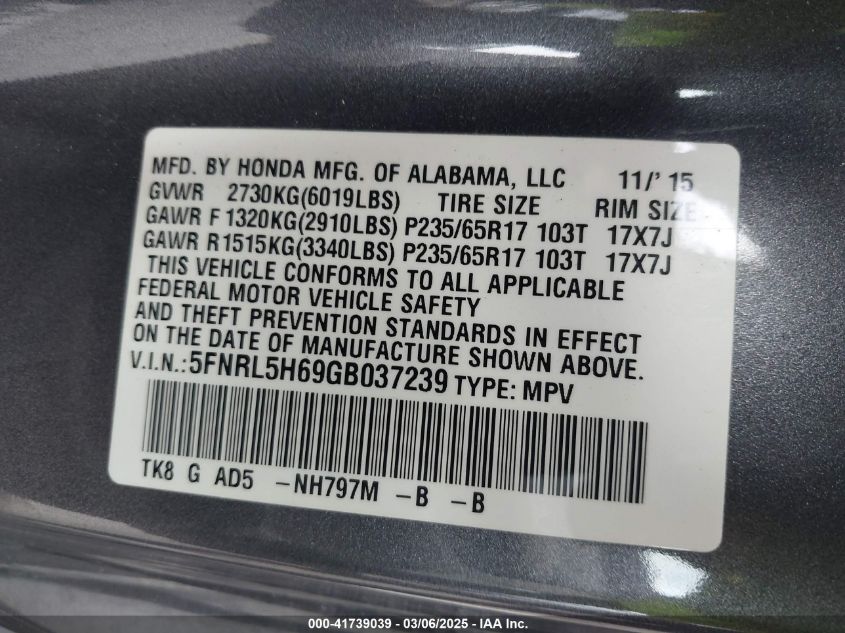 MFD. BY HONDA MFG. OF ALABAMA, LLC 11/' 15
GVWR 2730KG(6019LBS) TIRE SIZE RIM SIZE
GAWR F 1320KG(2910LBS) P235/65R17 103T 17X7J
GAWR R1515KG(3340LBS) P235/65R17 103T 17X7J
THIS VEHICLE CONFORMS TO ALL APPLICABLE
FEDERAL MOTOR VEHICLE SAFETY
AND THEFT PREVENTION STANDARDS IN EFFECT
ON THE DATE OF MANUFACTURE SHOWN ABOVE.
V.I.N.: 5FNRL5H69GB037239 TYPE: MPV
TK8 G AD5 -NH797M -B -B
000-41739039 - 03/06/2025 - IAA Inc.